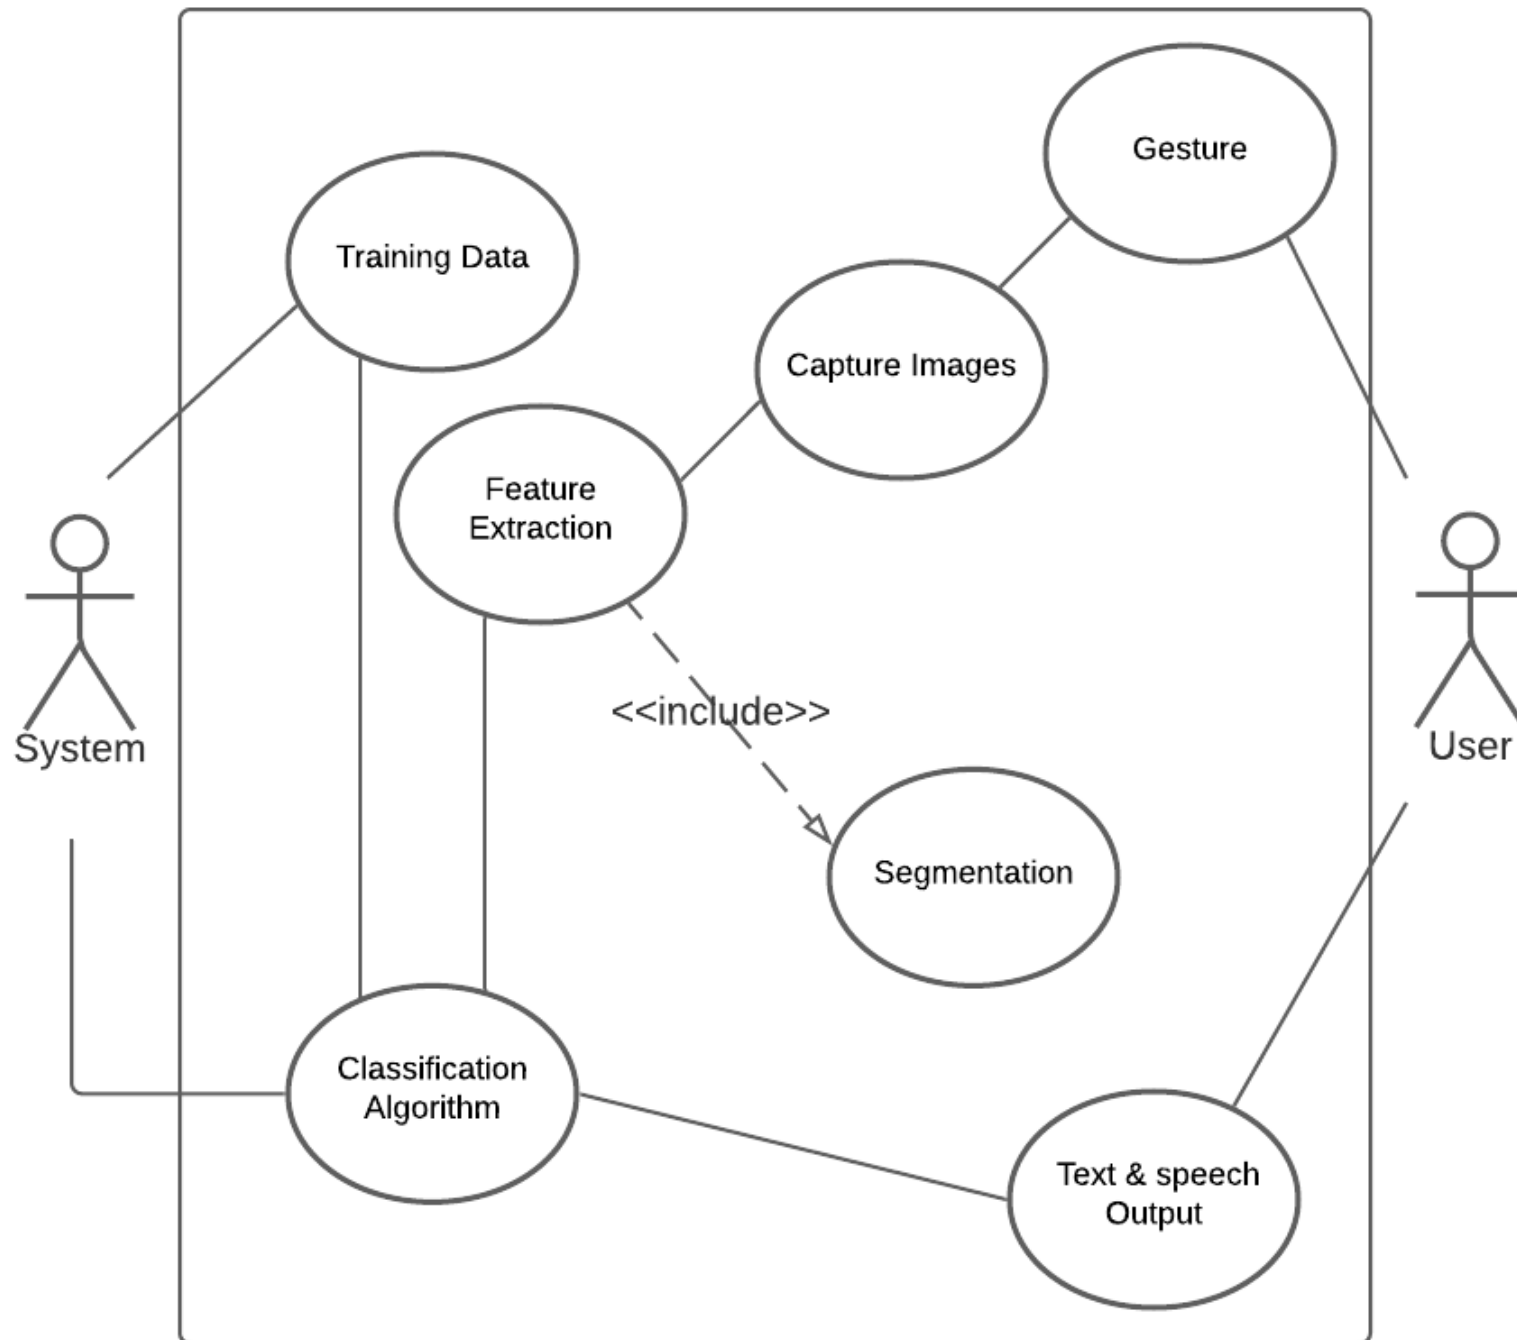 Gesture
Training Data
Capture Images
Feature
Extraction
<<include>>
System
User
Segmentation
Classification
Algorithm
Text & speech
Output